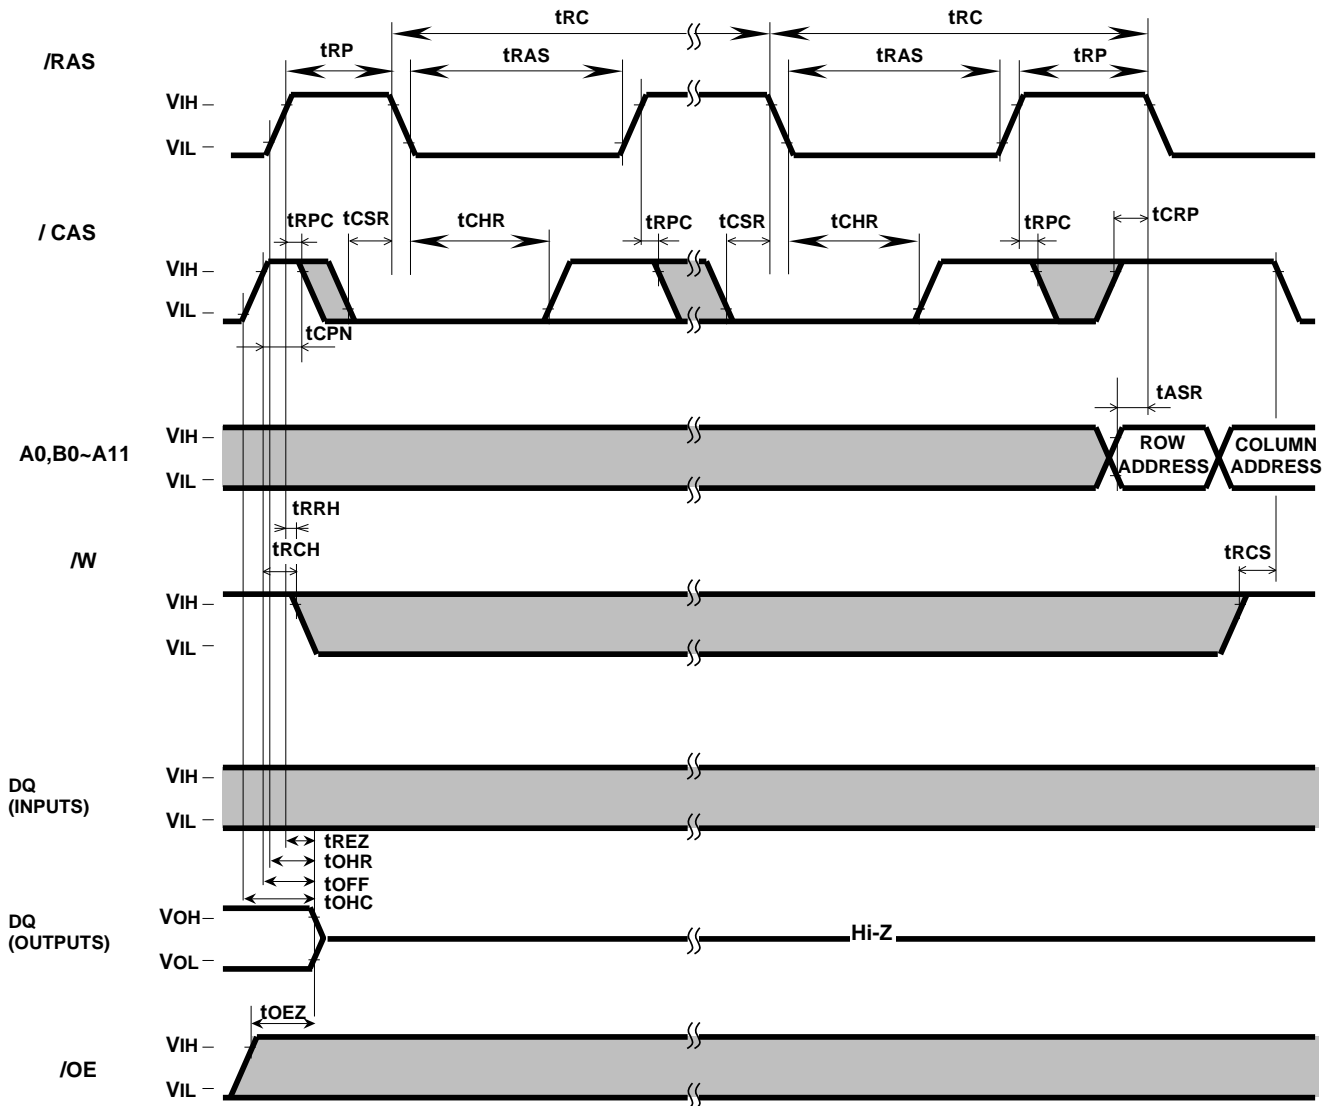 tRC tRC
tRP tRAS tRAS tRP
/RAS
VIH
VIL
tRPC tCSR tCHR tRPC tCSR tCHR tRPC tCRP
/ CAS
VIH
VIL
tCPN
tASR
A0,B0~A11
VIH
VIL
ROW ADDRESS
COLUMN ADDRESS
tRRH
tRCH
tRCS
/W
VIH
VIL
DQ
(INPUTS)
VIH
VIL
tREZ
tOHR
tOFF
tOHC
DQ
(OUTPUTS)
VOH
VOL
Hi-Z
tOEZ
/OE
VIH
VIL